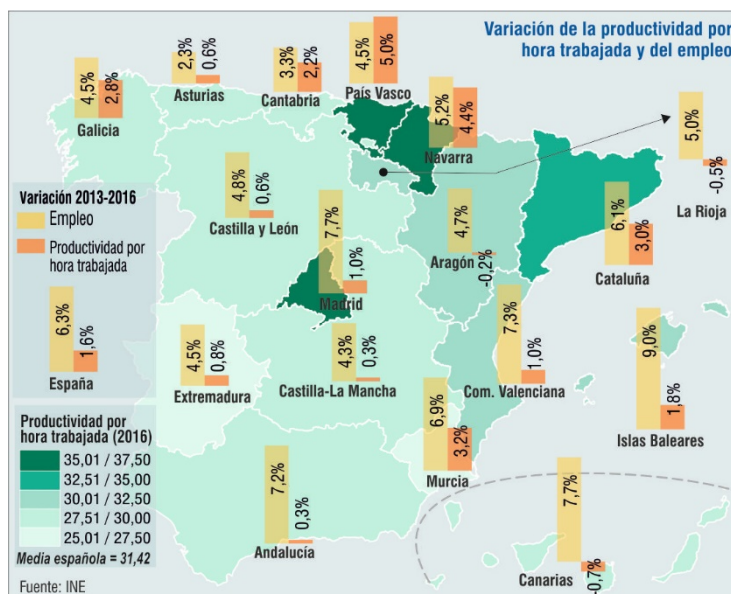 Variación de la productividad por
hora trabajada y del empleo
4,5%
2,8%
Galicia
2,3%
0,6%
Asturias
3,3%
2,2%
Cantabria
4,5%
5,0%
País Vasco
5,2%
4,4%
Navarra
5,0%
-0,5%
La Rioja
4,8%
0,6%
Castilla y León
7,7%
1,0%
Madrid
4,7%
-0,2%
Aragón
6,1%
3,0%
Cataluña
Variación 2013-2016
Empleo
Productividad por
hora trabajada
6,3%
1,6%
España
4,5%
0,8%
Extremadura
4,3%
0,3%
Castilla-La Mancha
7,3%
1,0%
Com. Valenciana
9,0%
1,8%
Islas Baleares
6,9%
3,2%
Murcia
7,2%
0,3%
Andalucía
7,7%
-0,7%
Canarias
Productividad por
hora trabajada (2016)
35,01 / 37,50
32,51 / 35,00
30,01 / 32,50
27,51 / 30,00
25,01 / 27,50
Media española = 31,42
Fuente: INE